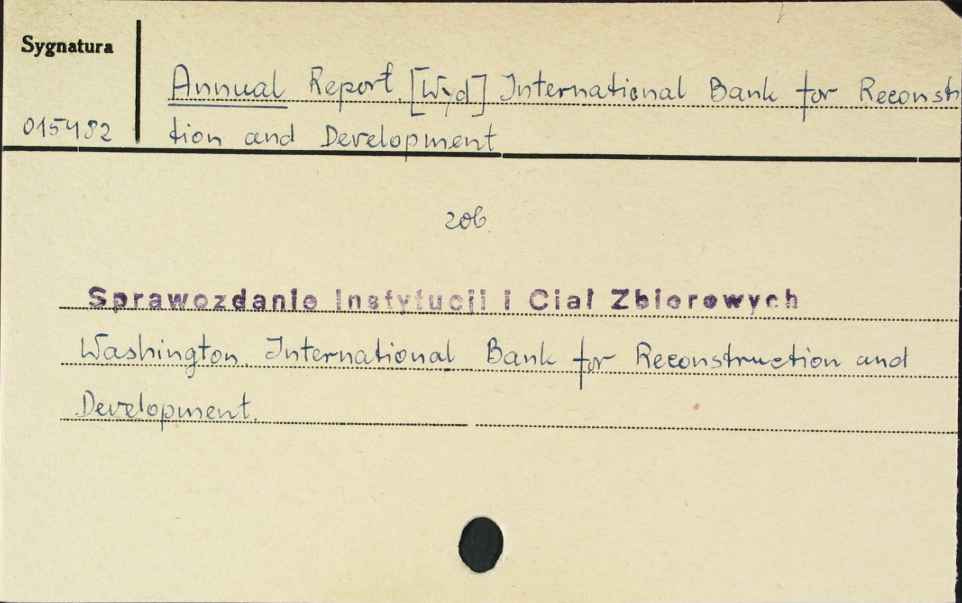 Sygnatura
Annual Report. [Wyd] International Bank for Reconst
015482 tion and Development
zob.
Sprawozdanie Instytucji i Ciał Zbiorowych
Washington. International Bank for Reconstruction and
Development.